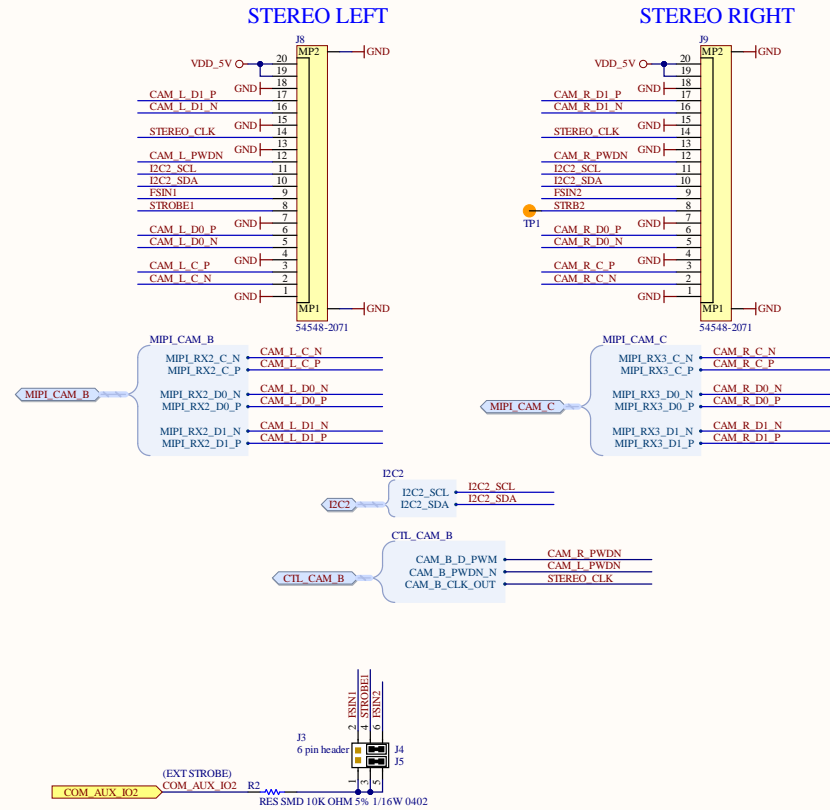 STEREO LEFT
J8
MP2
GND
VDD_5V
20
19
GND
18
CAM_L_D1_P
17
CAM_L_D1_N
16
GND
15
STEREO_CLK
14
GND
13
CAM_L_PWDN
12
I2C2_SCL
11
I2C2_SDA
10
FSIN1
9
STROBE1
8
GND
7
CAM_L_D0_P
6
CAM_L_D0_N
5
GND
4
CAM_L_C_P
3
CAM_L_C_N
2
GND
1
MP1
GND
54548-2071
STEREO RIGHT
J9
MP2
GND
VDD_5V
20
19
GND
18
CAM_R_D1_P
17
CAM_R_D1_N
16
GND
15
STEREO_CLK
14
GND
13
CAM_R_PWDN
12
I2C2_SCL
11
I2C2_SDA
10
FSIN2
9
STRB2
8
TP1
GND
7
CAM_R_D0_P
6
CAM_R_D0_N
5
GND
4
CAM_R_C_P
3
CAM_R_C_N
2
GND
1
MP1
GND
54548-2071
MIPI_CAM_B
MIPI_CAM_B
MIPI_RX2_C_N CAM_L_C_N
MIPI_RX2_C_P CAM_L_C_P
MIPI_RX2_D0_N CAM_L_D0_N
MIPI_RX2_D0_P CAM_L_D0_P
MIPI_RX2_D1_N CAM_L_D1_N
MIPI_RX2_D1_P CAM_L_D1_P
MIPI_CAM_C
MIPI_CAM_C
MIPI_RX3_C_N CAM_R_C_N
MIPI_RX3_C_P CAM_R_C_P
MIPI_RX3_D0_N CAM_R_D0_N
MIPI_RX3_D0_P CAM_R_D0_P
MIPI_RX3_D1_N CAM_R_D1_N
MIPI_RX3_D1_P CAM_R_D1_P
I2C2
I2C2
I2C2_SCL I2C2_SCL
I2C2_SDA I2C2_SDA
CTL_CAM_B
CTL_CAM_B
CAM_B_D_PWM CAM_R_PWDN
CAM_B_PWDN_N CAM_L_PWDN
CAM_B_CLK_OUT STEREO_CLK
FSIN1
STROBE1
FSIN2
2
4
6
J3
6 pin header
J4
J5
1
3
5
(EXT STROBE)
COM_AUX_IO2
COM_AUX_IO2
R2
RES SMD 10K OHM 5% 1/16W 0402